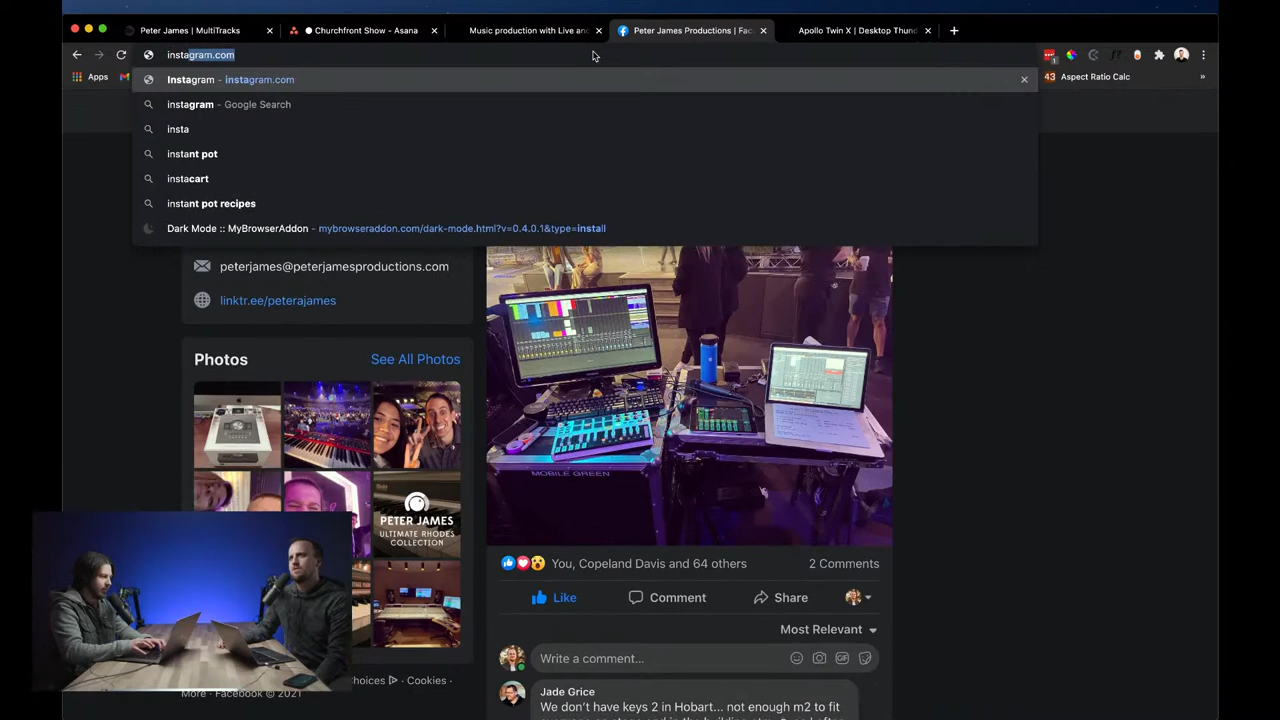 Peter James | MultiTracks
Churchfront Show - Asana
Music production with Live and
Peter James Productions | Fac
Apollo Twin X | Desktop Thund
instagram.com
1
Apps
43 Aspect Ratio Calc
»
Instagram - instagram.com
instagram - Google Search
insta
instant pot
instacart
instant pot recipes
Dark Mode :: MyBrowserAddon - mybrowseraddon.com/dark-mode.html?v=0.4.0.1&type=install
peterjames@peterjamesproductions.com
linktr.ee/peterajames
Photos
See All Photos
PETER JAMES
ULTIMATE RHODES
COLLECTION
MOBILE GREEN
You, Copeland Davis and 64 others
2 Comments
Like
Comment
Share
Most Relevant
Write a comment...
GIF
Jade Grice
We don't have keys 2 in Hobart... not enough m2 to fit
Choices
· Cookies ·
More · Facebook © 2021